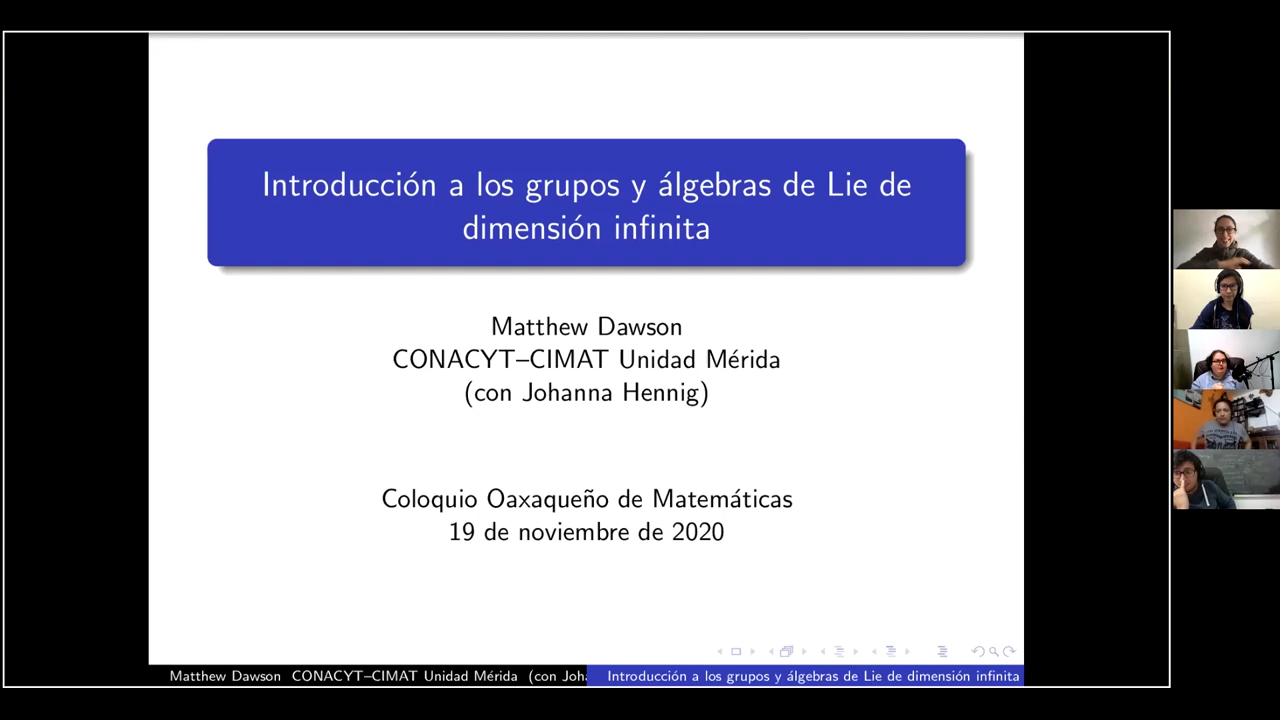 Introducción a los grupos y álgebras de Lie de
dimensión infinita
Matthew Dawson
CONACYT–CIMAT Unidad Mérida
(con Johanna Hennig)
Coloquio Oaxaqueño de Matemáticas
19 de noviembre de 2020
Matthew Dawson CONACYT–CIMAT Unidad Mérida (con Joha
Introducción a los grupos y álgebras de Lie de dimensión infinita